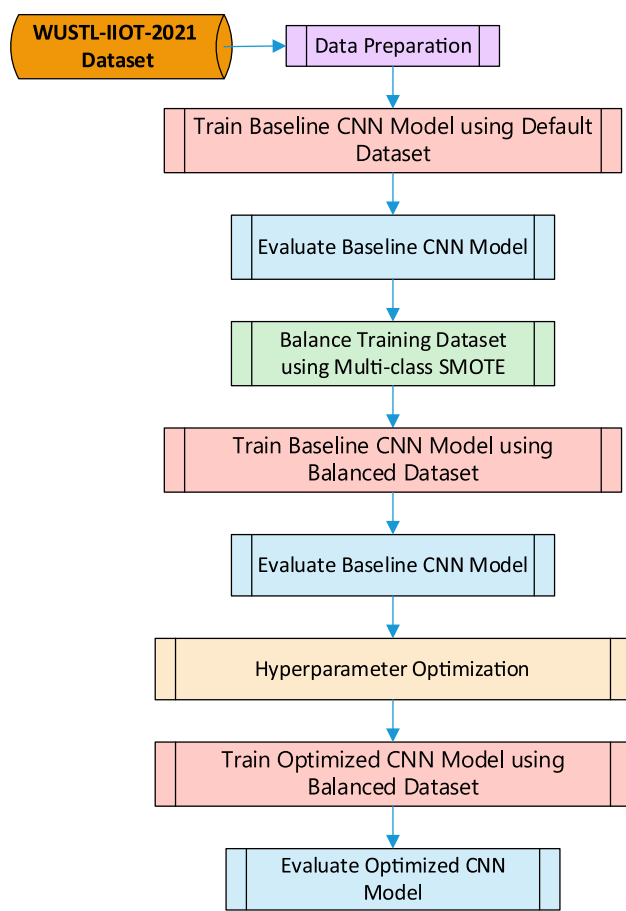 WUSTL-IIOT-2021
Dataset
Data Preparation
Train Baseline CNN Model using Default
Dataset
Evaluate Baseline CNN Model
Balance Training Dataset
using Multi-class SMOTE
Train Baseline CNN Model using
Balanced Dataset
Evaluate Baseline CNN Model
Hyperparameter Optimization
Train Optimized CNN Model using
Balanced Dataset
Evaluate Optimized CNN
Model